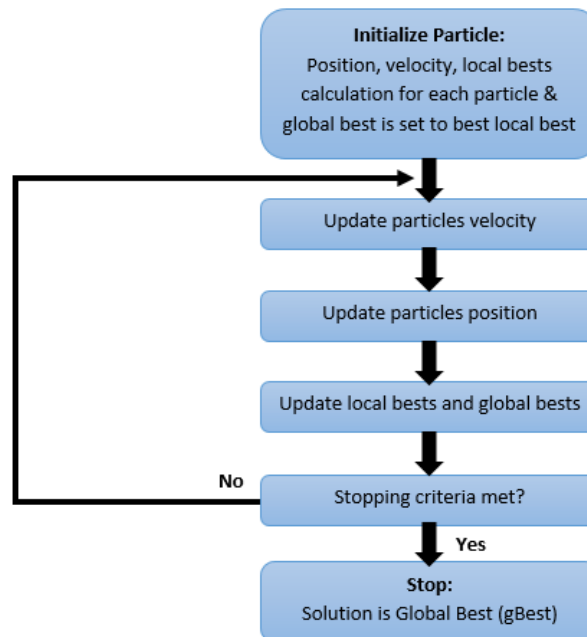 Initialize Particle:
Position, velocity, local bests
calculation for each particle &
global best is set to best local best
Update particles velocity
Update particles position
Update local bests and global bests
No
Stopping criteria met?
Yes
Stop:
Solution is Global Best (gBest)